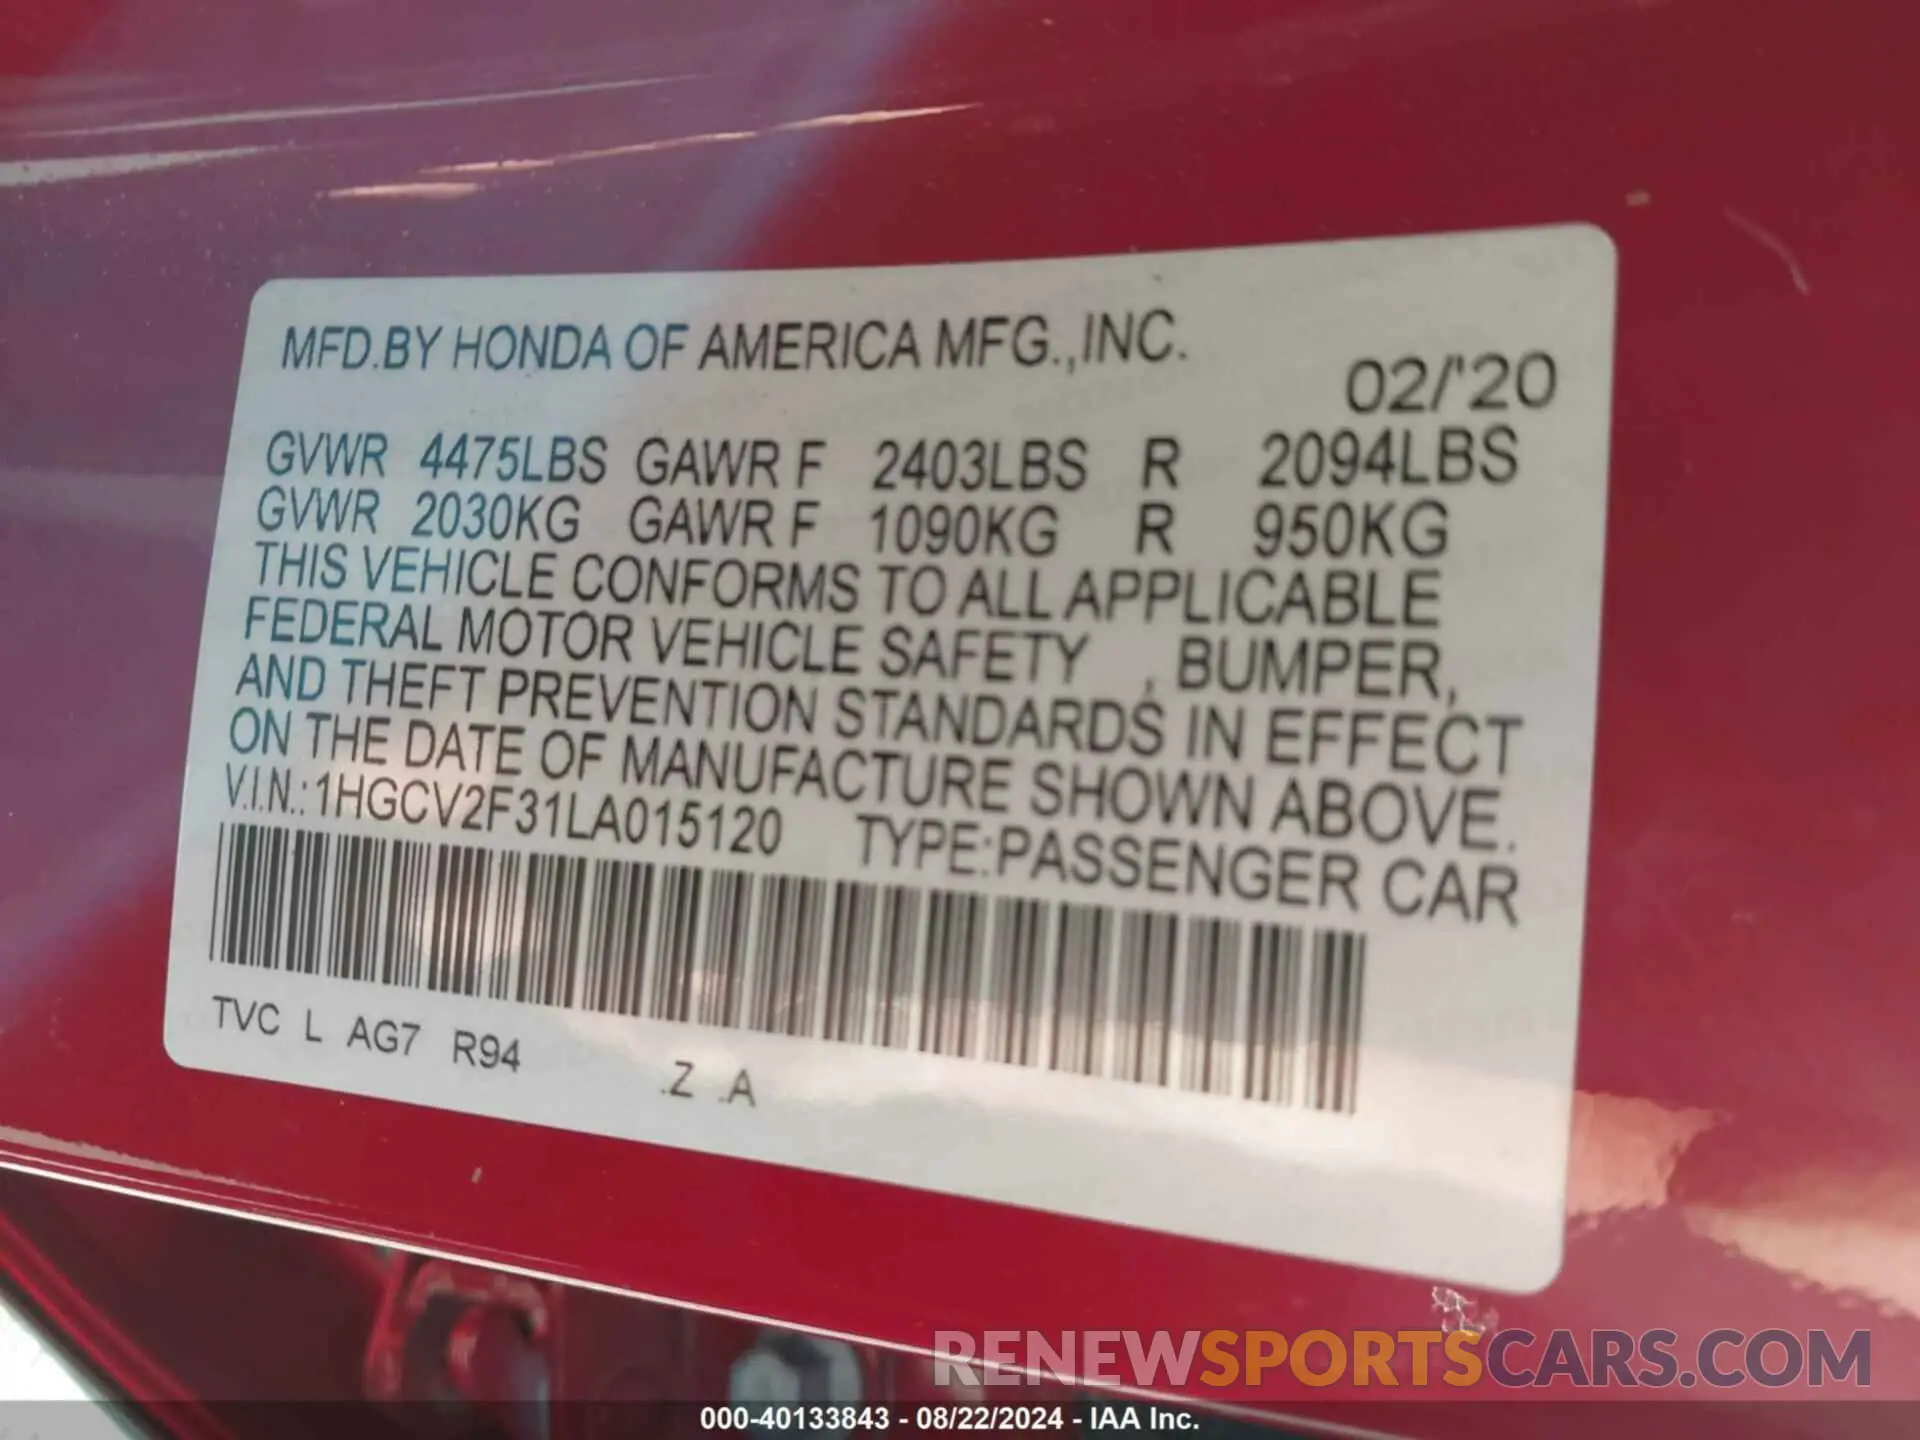 MFD.BY HONDA OF AMERICA MFG.,INC.
02/'20
GVWR 4475LBS GAWR F 2403LBS R 2094LBS
GVWR 2030KG GAWR F 1090KG R 950KG
THIS VEHICLE CONFORMS TO ALL APPLICABLE
FEDERAL MOTOR VEHICLE SAFETY , BUMPER,
AND THEFT PREVENTION STANDARDS IN EFFECT
ON THE DATE OF MANUFACTURE SHOWN ABOVE.
V.I.N.: 1HGCV2F31LA015120 TYPE:PASSENGER CAR
TVC L AG7 R94 .Z .A
RENEWSPORTSCARS.COM
000-40133843 - 08/22/2024 - IAA Inc.